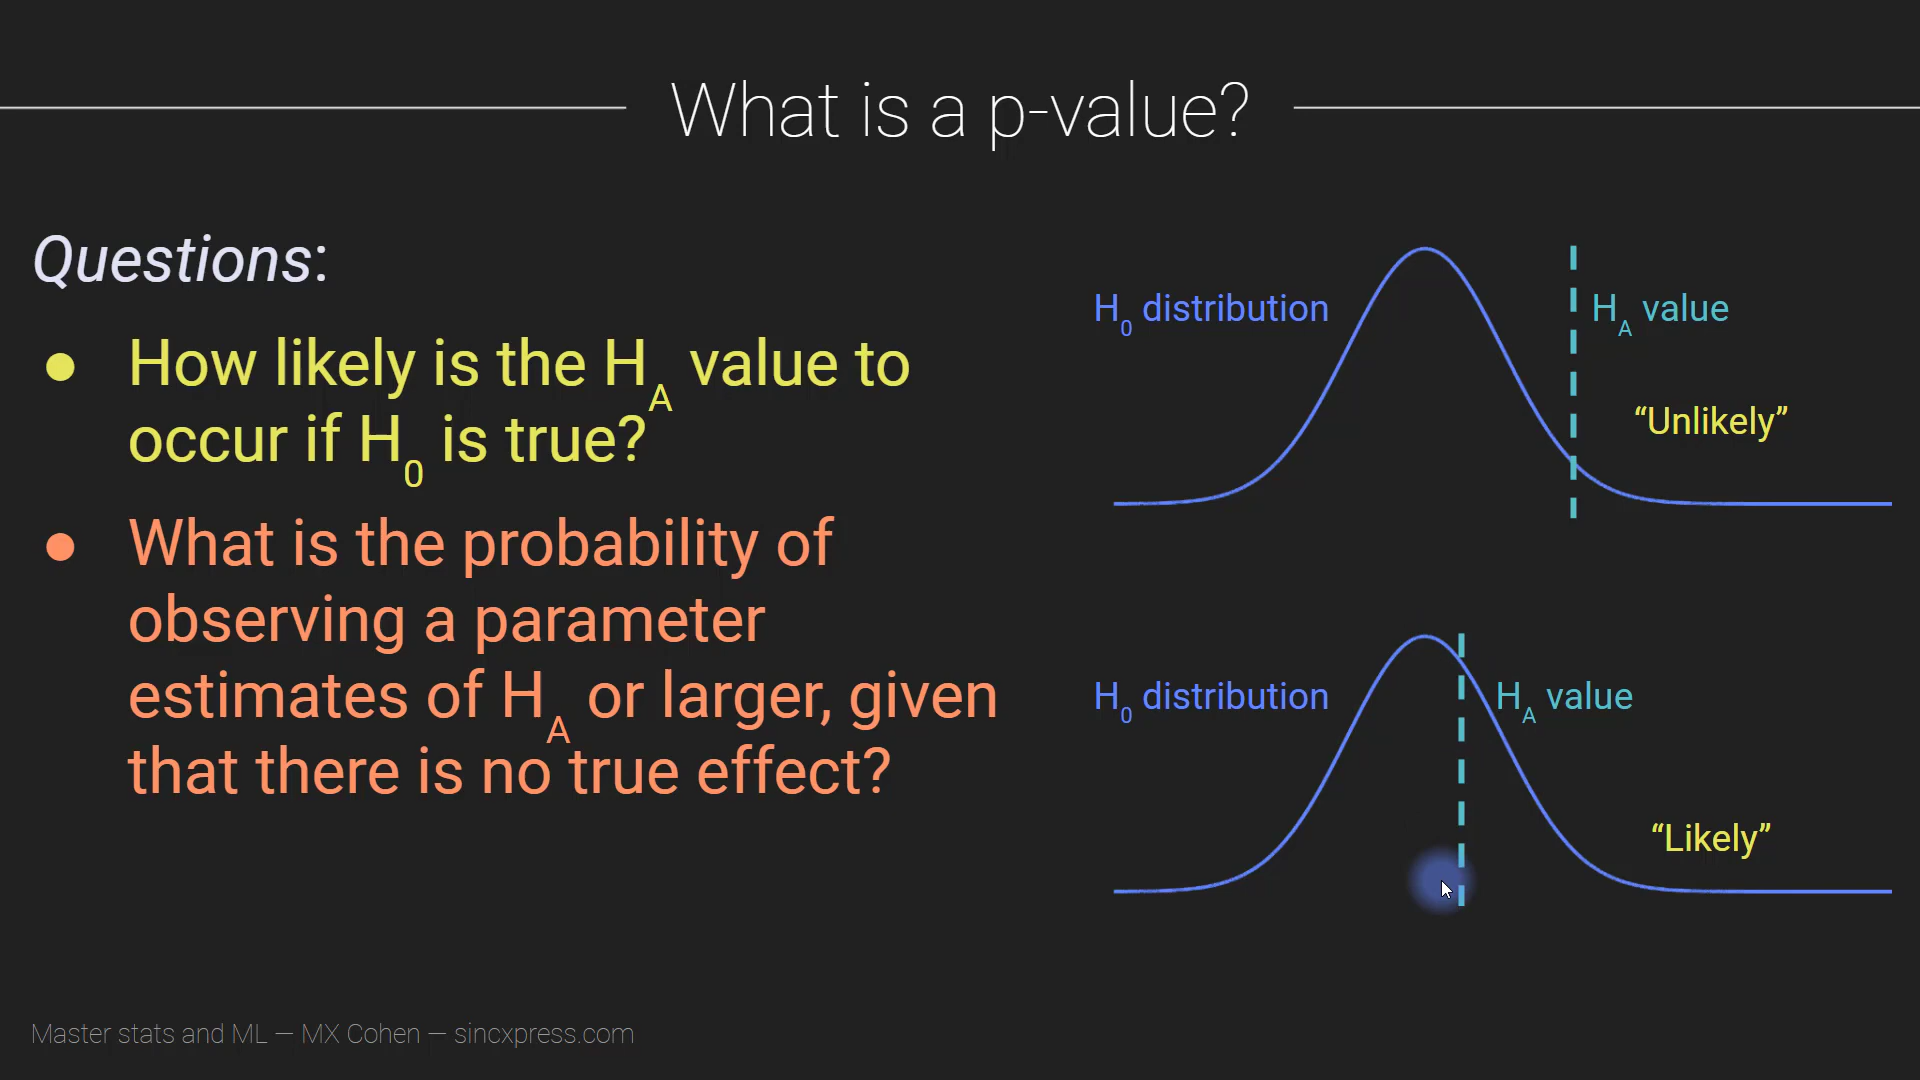 What is a p-value?
Questions:
● How likely is the H_A value to
occur if H_0 is true?
● What is the probability of
observing a parameter
estimates of H_A or larger, given
that there is no true effect?
H_0 distribution
H_A value
“Unlikely”
H_0 distribution
H_A value
“Likely”
Master stats and ML — MX Cohen — sincxpress.com